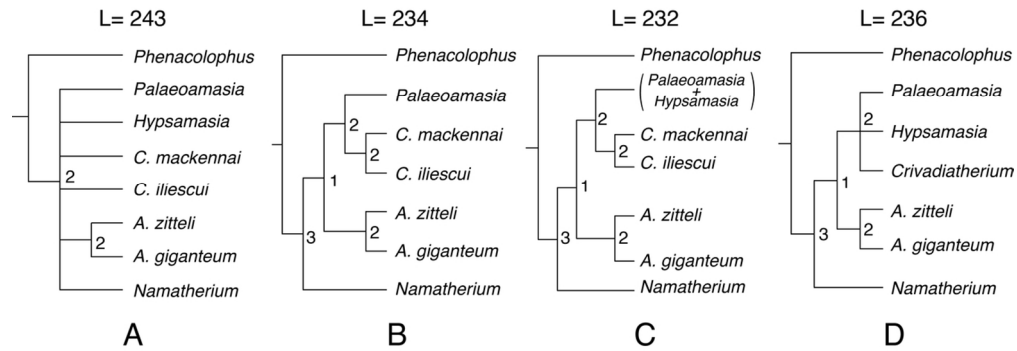 L= 243
Phenacolophus
Palaeoamasia
Hypsamasia
C. mackennai
2
C. iliescui
A. zitteli
2
A. giganteum
Namatherium
A
L= 234
Phenacolophus
Palaeoamasia
2
C. mackennai
2
C. iliescui
1
A. zitteli
2
3
A. giganteum
Namatherium
B
L= 232
Phenacolophus
(Palaeoamasia
+
Hypsamasia)
2
C. mackennai
2
C. iliescui
1
A. zitteli
2
3
A. giganteum
Namatherium
C
L= 236
Phenacolophus
Palaeoamasia
2
Hypsamasia
Crivadiatherium
1
A. zitteli
2
3
A. giganteum
Namatherium
D